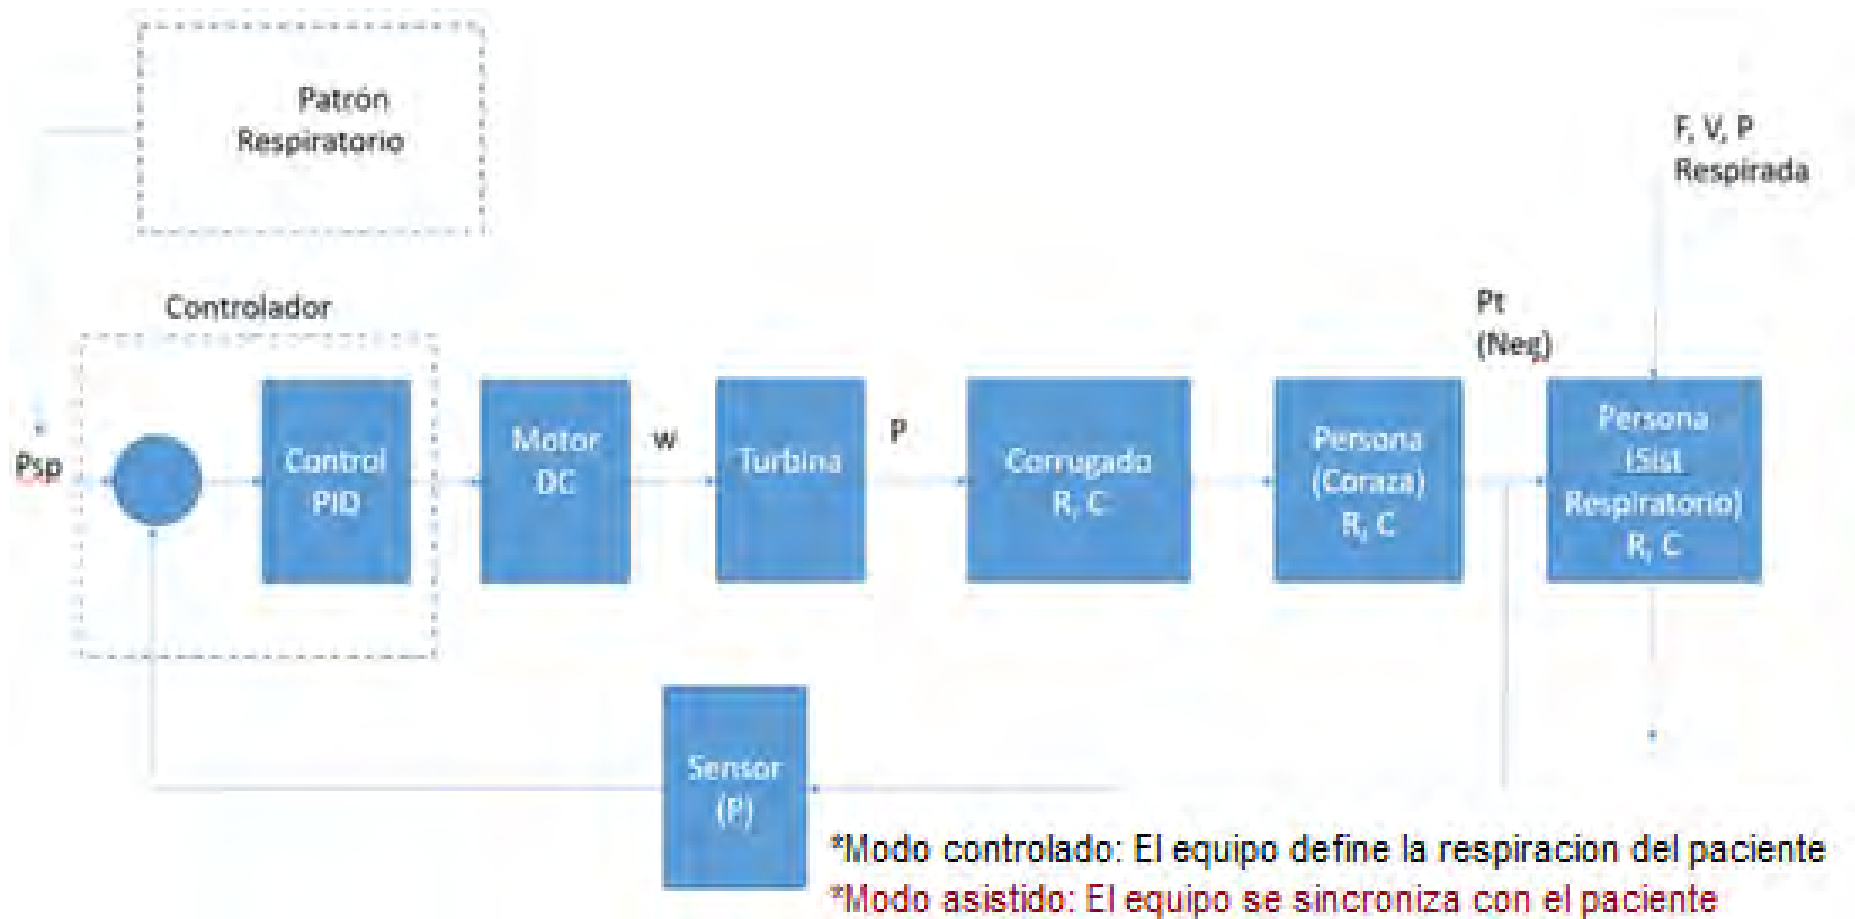 Patrón
Respiratorio
F, V, P
Respirada
Controlador
Pt
(Neg)
Psp
Control
PID
Motor
DC
w
Turbina
P
Corrugado
R, C
Persona
(Coraza)
R, C
Persona
(Sist
Respiratorio)
R, C
Sensor
(P)
*Modo controlado: El equipo define la respiracion del paciente
*Modo asistido: El equipo se sincroniza con el paciente